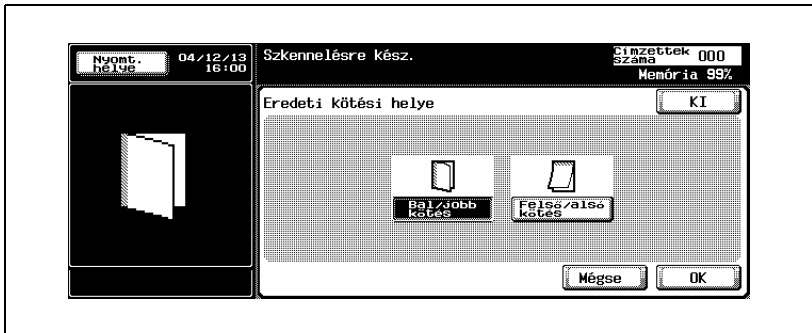 Nyomt.
helye
04/12/13
16:00
Szkennelésre kész.
Címzettek
száma
000
Memória 99%
Eredeti kötési helye
KI
Bal/Jobb
kötés
Felső/alsó
kötés
Mégse
OK